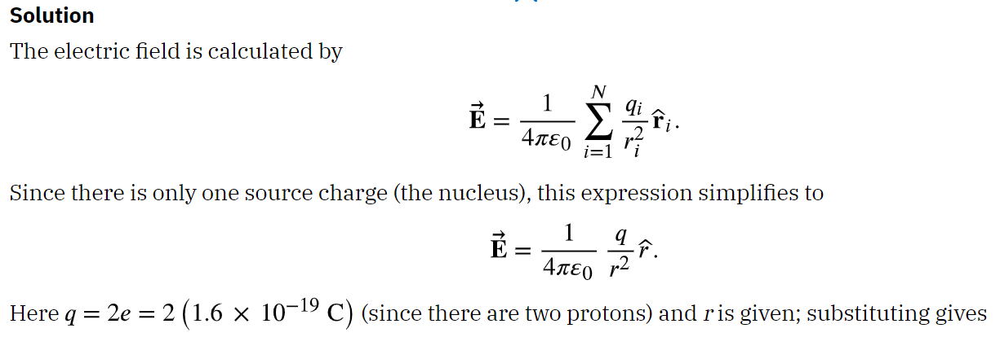 Solution
The electric field is calculated by
$$\vec{\mathbf{E}} = \frac{1}{4\pi\varepsilon_0} \sum_{i=1}^{N} \frac{q_i}{r_i^2} \hat{\mathbf{r}}_i.$$
Since there is only one source charge (the nucleus), this expression simplifies to
$$\vec{\mathbf{E}} = \frac{1}{4\pi\varepsilon_0} \frac{q}{r^2} \hat{r}.$$
Here $q = 2e = 2\left(1.6 \times 10^{-19}\ \mathrm{C}\right)$ (since there are two protons) and $r$ is given; substituting gives